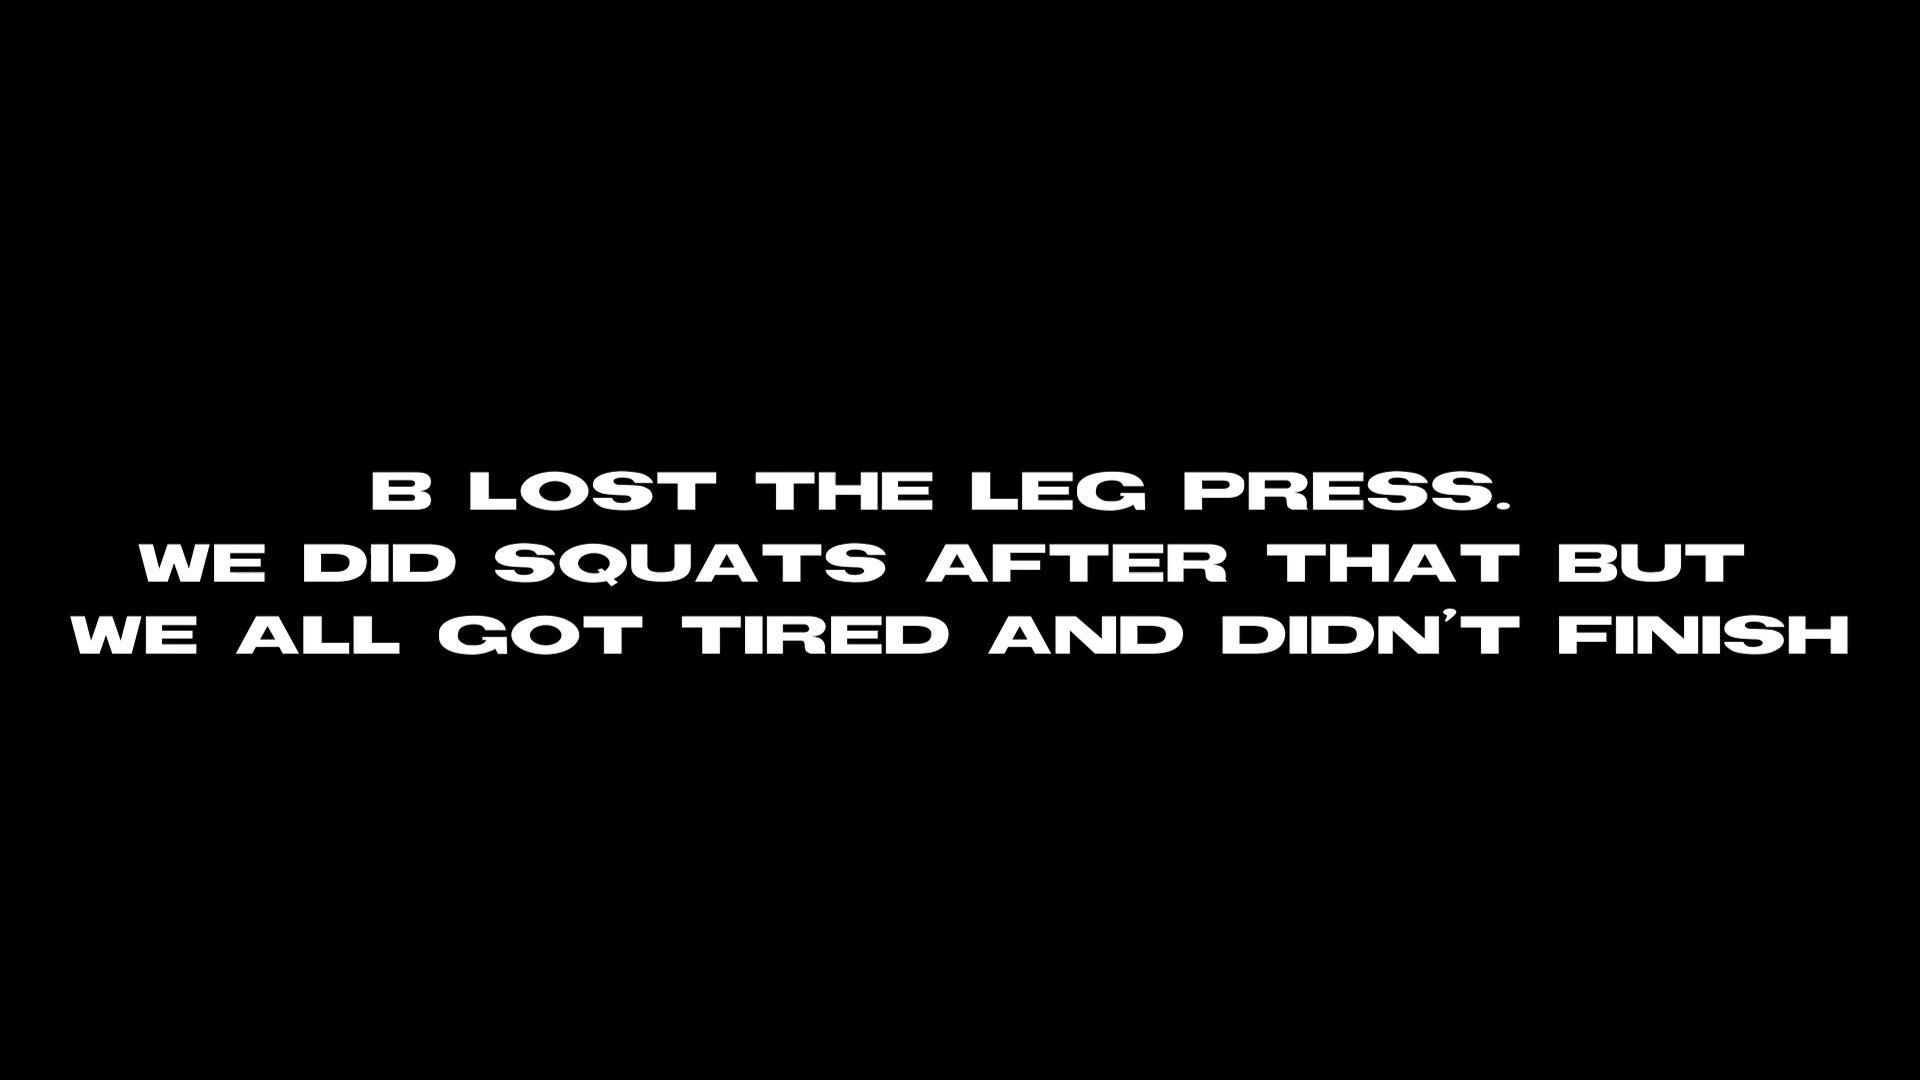 B LOST THE LEG PRESS.
WE DID SQUATS AFTER THAT BUT
WE ALL GOT TIRED AND DIDN’T FINISH